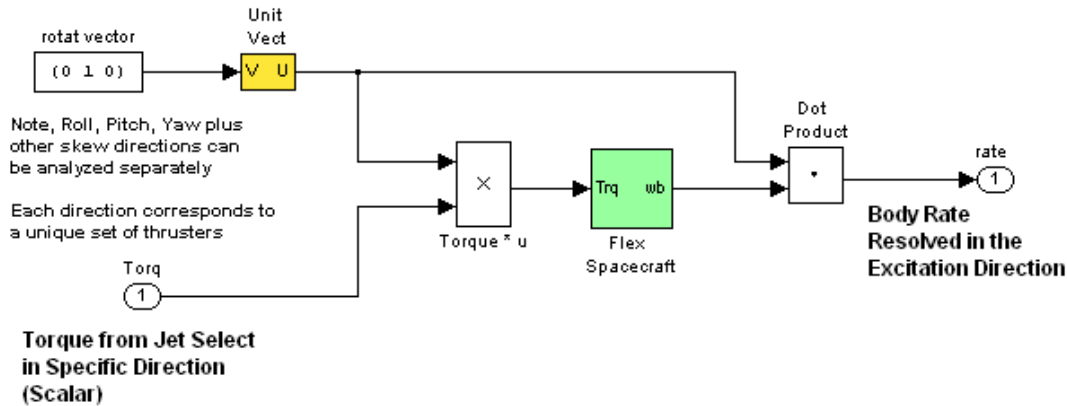 Unit
Vect
rotat vector
(0 1 0)
V U
Note, Roll, Pitch, Yaw plus
other skew directions can
be analyzed separately
Each direction corresponds to
a unique set of thrusters
Torq
1
Torque from Jet Select
in Specific Direction
(Scalar)
×
Torque * u
Trq wb
Flex
Spacecraft
Dot
Product
rate
1
Body Rate
Resolved in the
Excitation Direction